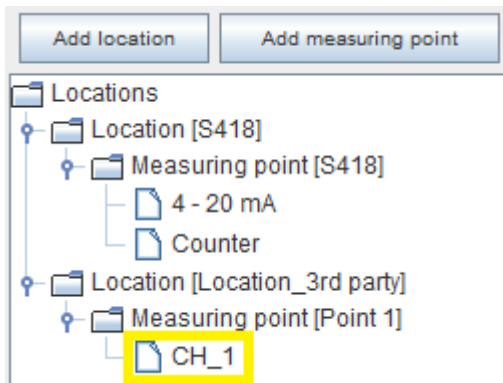 Add location Add measuring point
Locations
Location [S418]
Measuring point [S418]
4 - 20 mA
Counter
Location [Location_3rd party]
Measuring point [Point 1]
CH_1